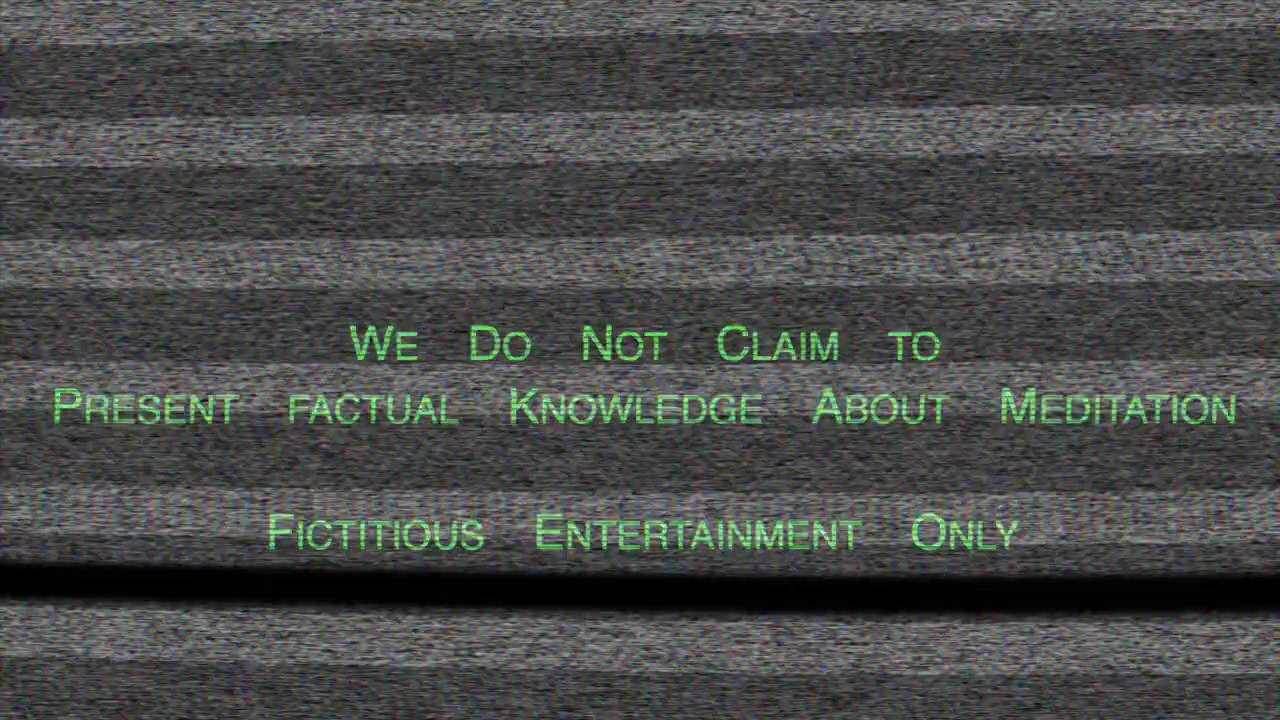 We Do Not Claim to
Present factual Knowledge About Meditation
Fictitious Entertainment Only